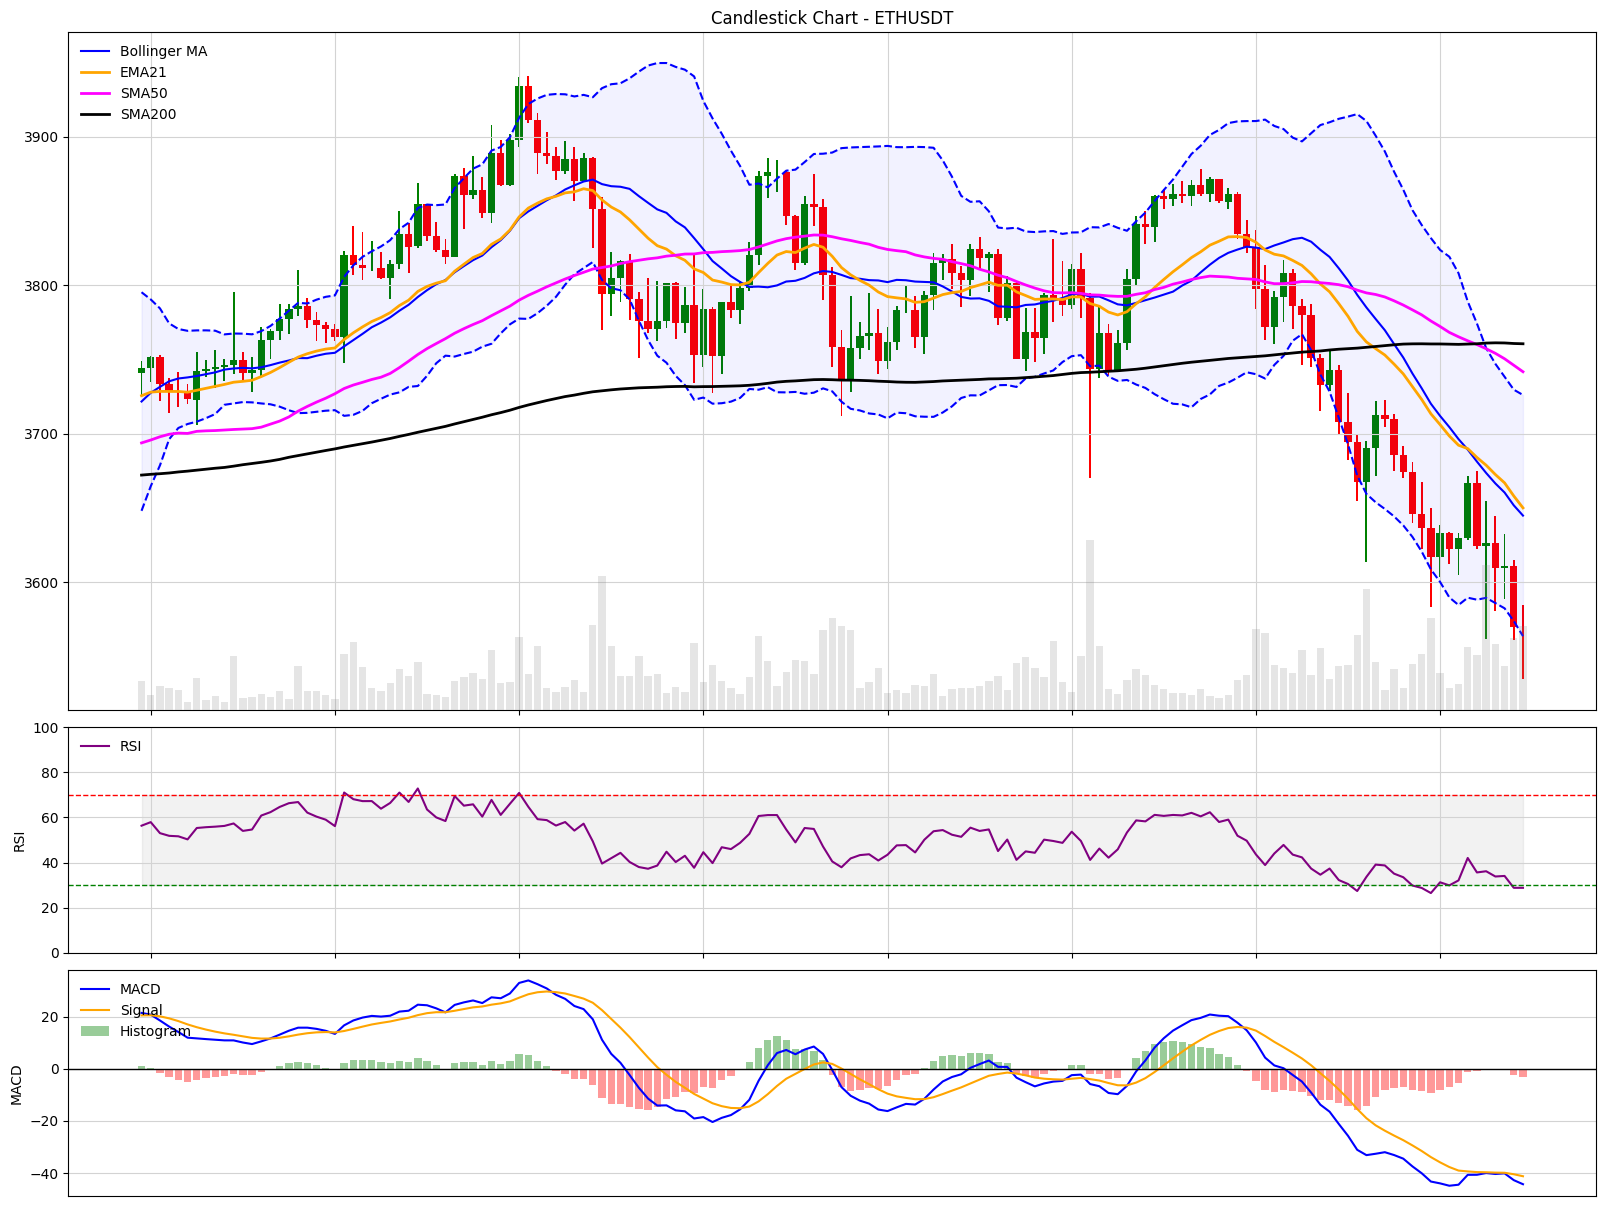 Candlestick Chart - ETHUSDT
Bollinger MA
EMA21
SMA50
SMA200
3900
3800
3700
3600
RSI
100
80
60
40
20
0
RSI
MACD
Signal
Histogram
20
0
−20
−40
MACD